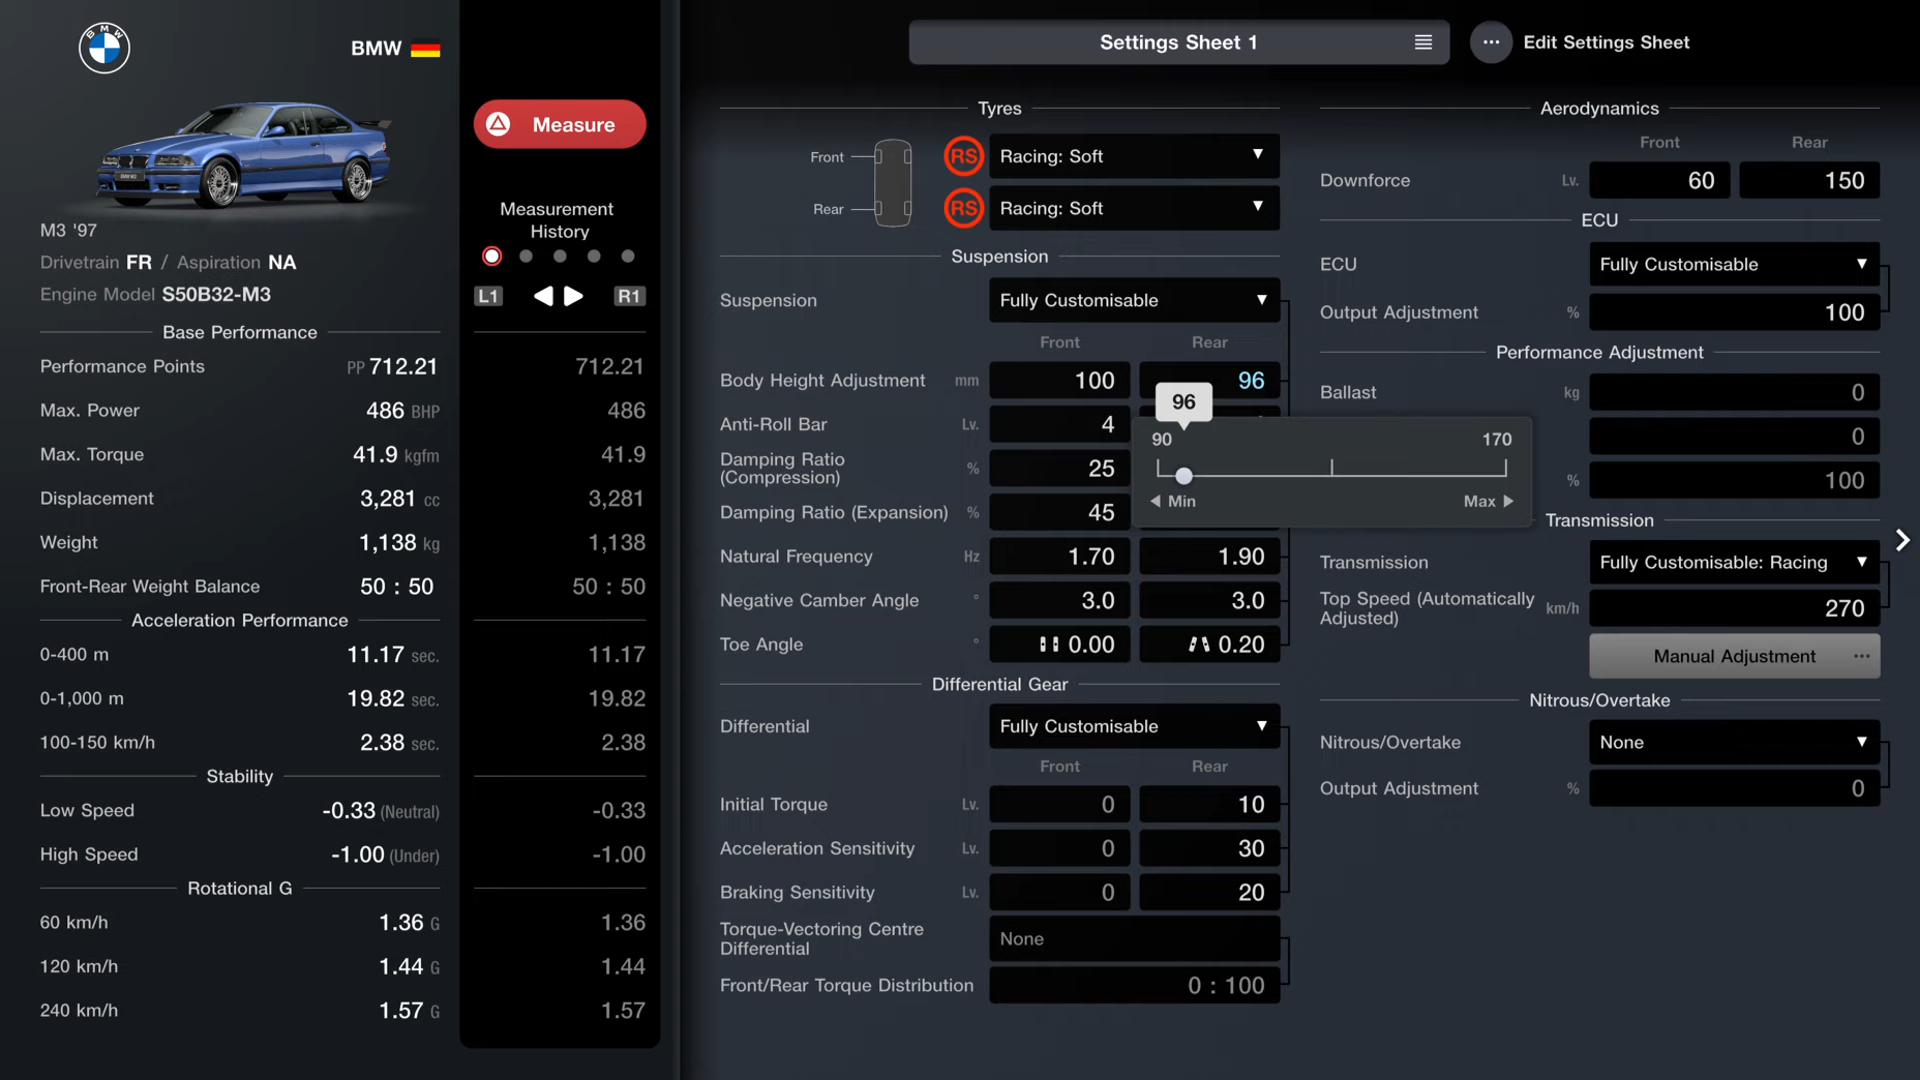 BMW
BMW
M3 '97
Drivetrain FR / Aspiration NA
Engine Model S50B32-M3
Base Performance
Performance Points PP 712.21
Max. Power 486 BHP
Max. Torque 41.9 kgfm
Displacement 3,281 cc
Weight 1,138 kg
Front-Rear Weight Balance 50 : 50
Acceleration Performance
0-400 m 11.17 sec.
0-1,000 m 19.82 sec.
100-150 km/h 2.38 sec.
Stability
Low Speed -0.33 (Neutral)
High Speed -1.00 (Under)
Rotational G
60 km/h 1.36 G
120 km/h 1.44 G
240 km/h 1.57 G
Measure
Measurement
History
L1 R1
712.21
486
41.9
3,281
1,138
50 : 50
11.17
19.82
2.38
-0.33
-1.00
1.36
1.44
1.57
Settings Sheet 1
Edit Settings Sheet
Tyres
Front RS Racing: Soft
Rear RS Racing: Soft
Suspension
Suspension Fully Customisable
Front Rear
Body Height Adjustment mm 100 96
96
90 170
Min Max
Anti-Roll Bar Lv. 4
Damping Ratio
(Compression) % 25
Damping Ratio (Expansion) % 45
Natural Frequency Hz 1.70 1.90
Negative Camber Angle ° 3.0 3.0
Toe Angle ° 0.00 0.20
Differential Gear
Differential Fully Customisable
Front Rear
Initial Torque Lv. 0 10
Acceleration Sensitivity Lv. 0 30
Braking Sensitivity Lv. 0 20
Torque-Vectoring Centre
Differential None
Front/Rear Torque Distribution 0 : 100
Aerodynamics
Front Rear
Downforce Lv. 60 150
ECU
ECU Fully Customisable
Output Adjustment % 100
Performance Adjustment
Ballast kg 0
0
% 100
Transmission
Transmission Fully Customisable: Racing
Top Speed (Automatically
Adjusted) km/h 270
Manual Adjustment
Nitrous/Overtake
Nitrous/Overtake None
Output Adjustment % 0